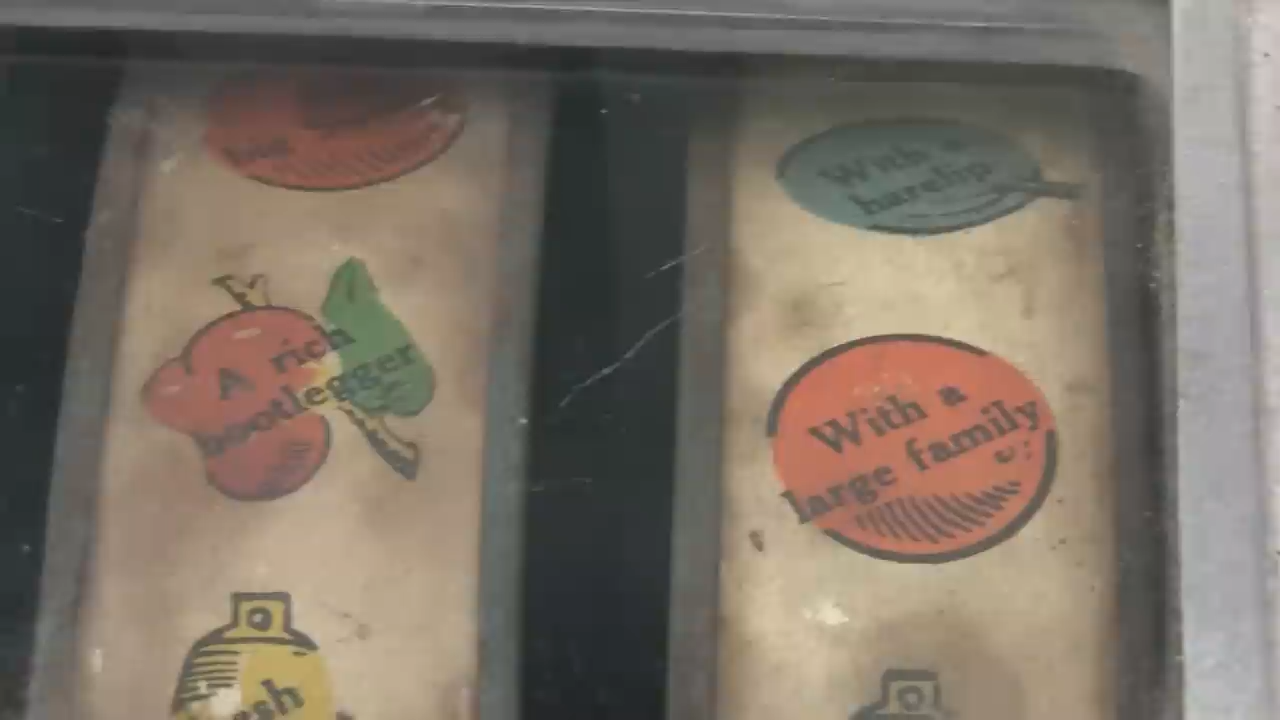 With a
harelip
A rich
bootlegger
With a
large family